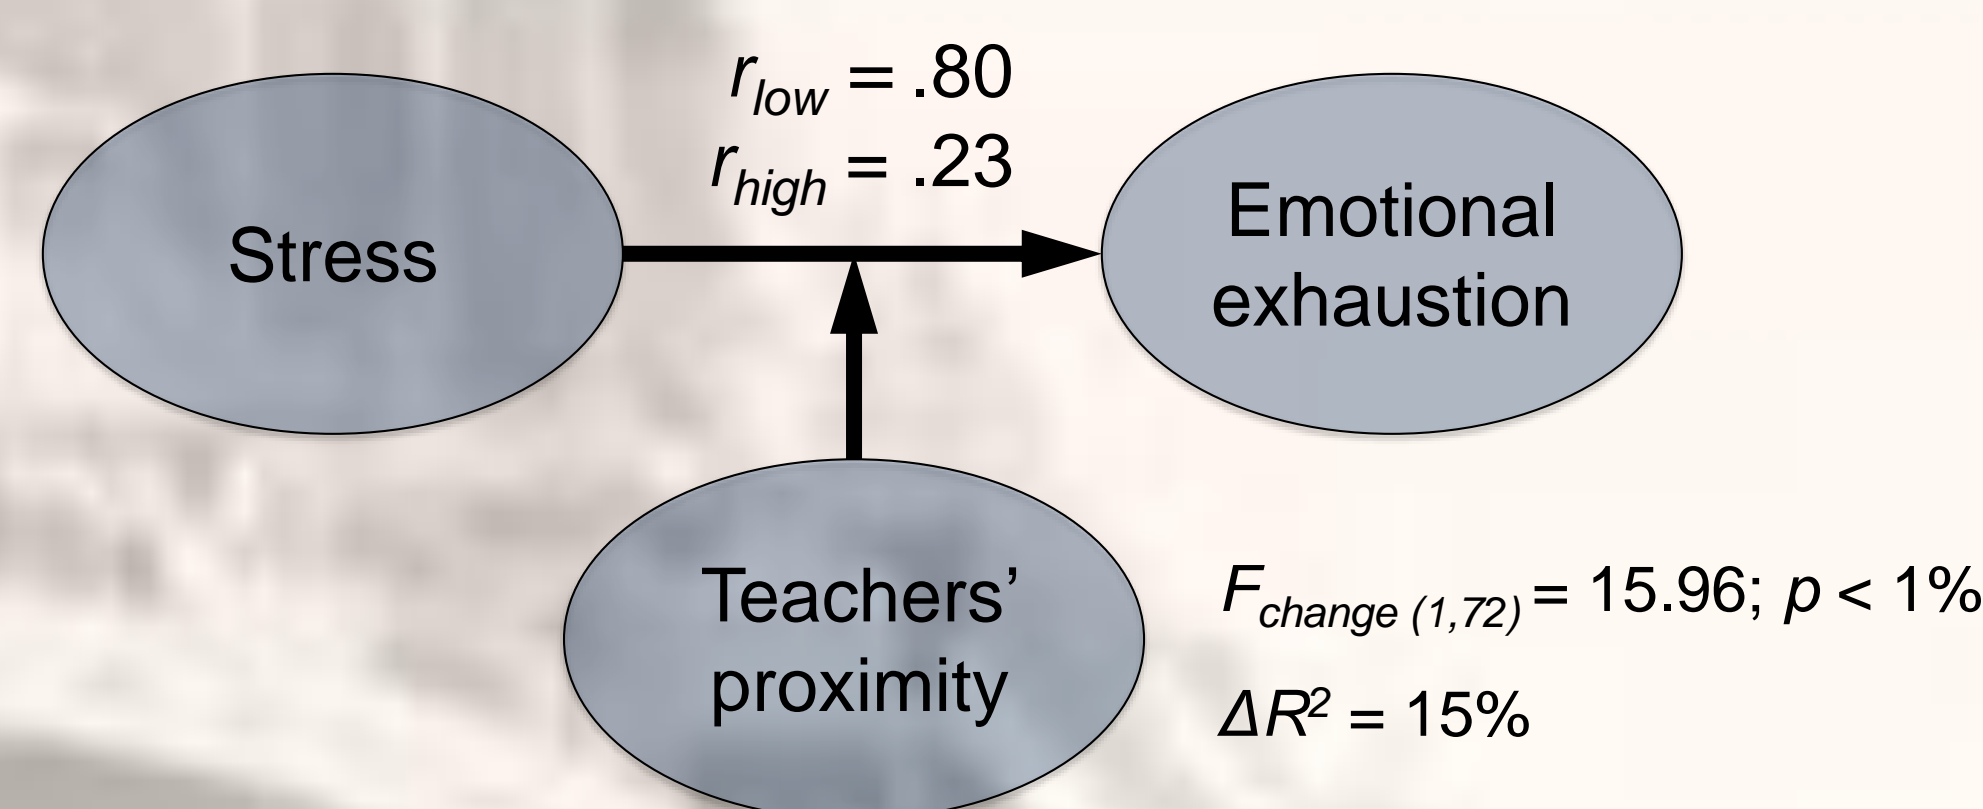 r_low = .80
r_high = .23
Stress
Emotional
exhaustion
Teachers’
proximity
F_change (1,72) = 15.96; p < 1%
ΔR² = 15%